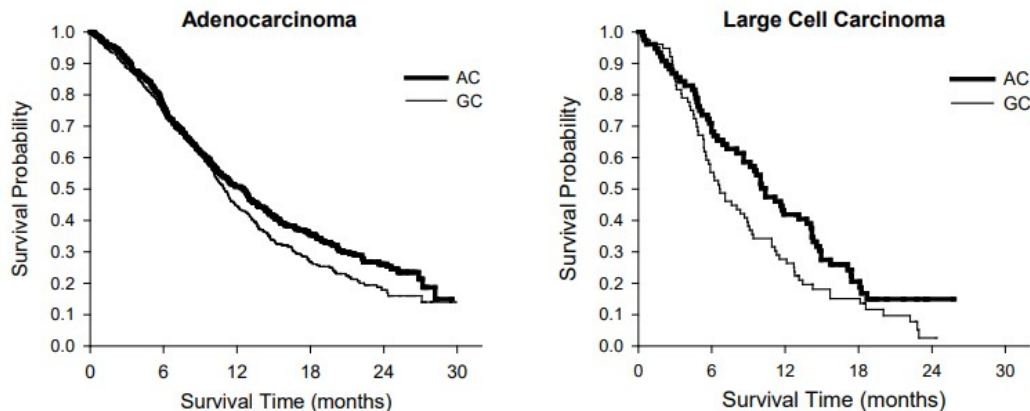 Adenocarcinoma
1.0
0.9
0.8
0.7
0.6
0.5
0.4
0.3
0.2
0.1
0.0
Survival Probability
AC
GC
0 6 12 18 24 30
Survival Time (months)
Large Cell Carcinoma
1.0
0.9
0.8
0.7
0.6
0.5
0.4
0.3
0.2
0.1
0.0
Survival Probability
AC
GC
0 6 12 18 24 30
Survival Time (months)